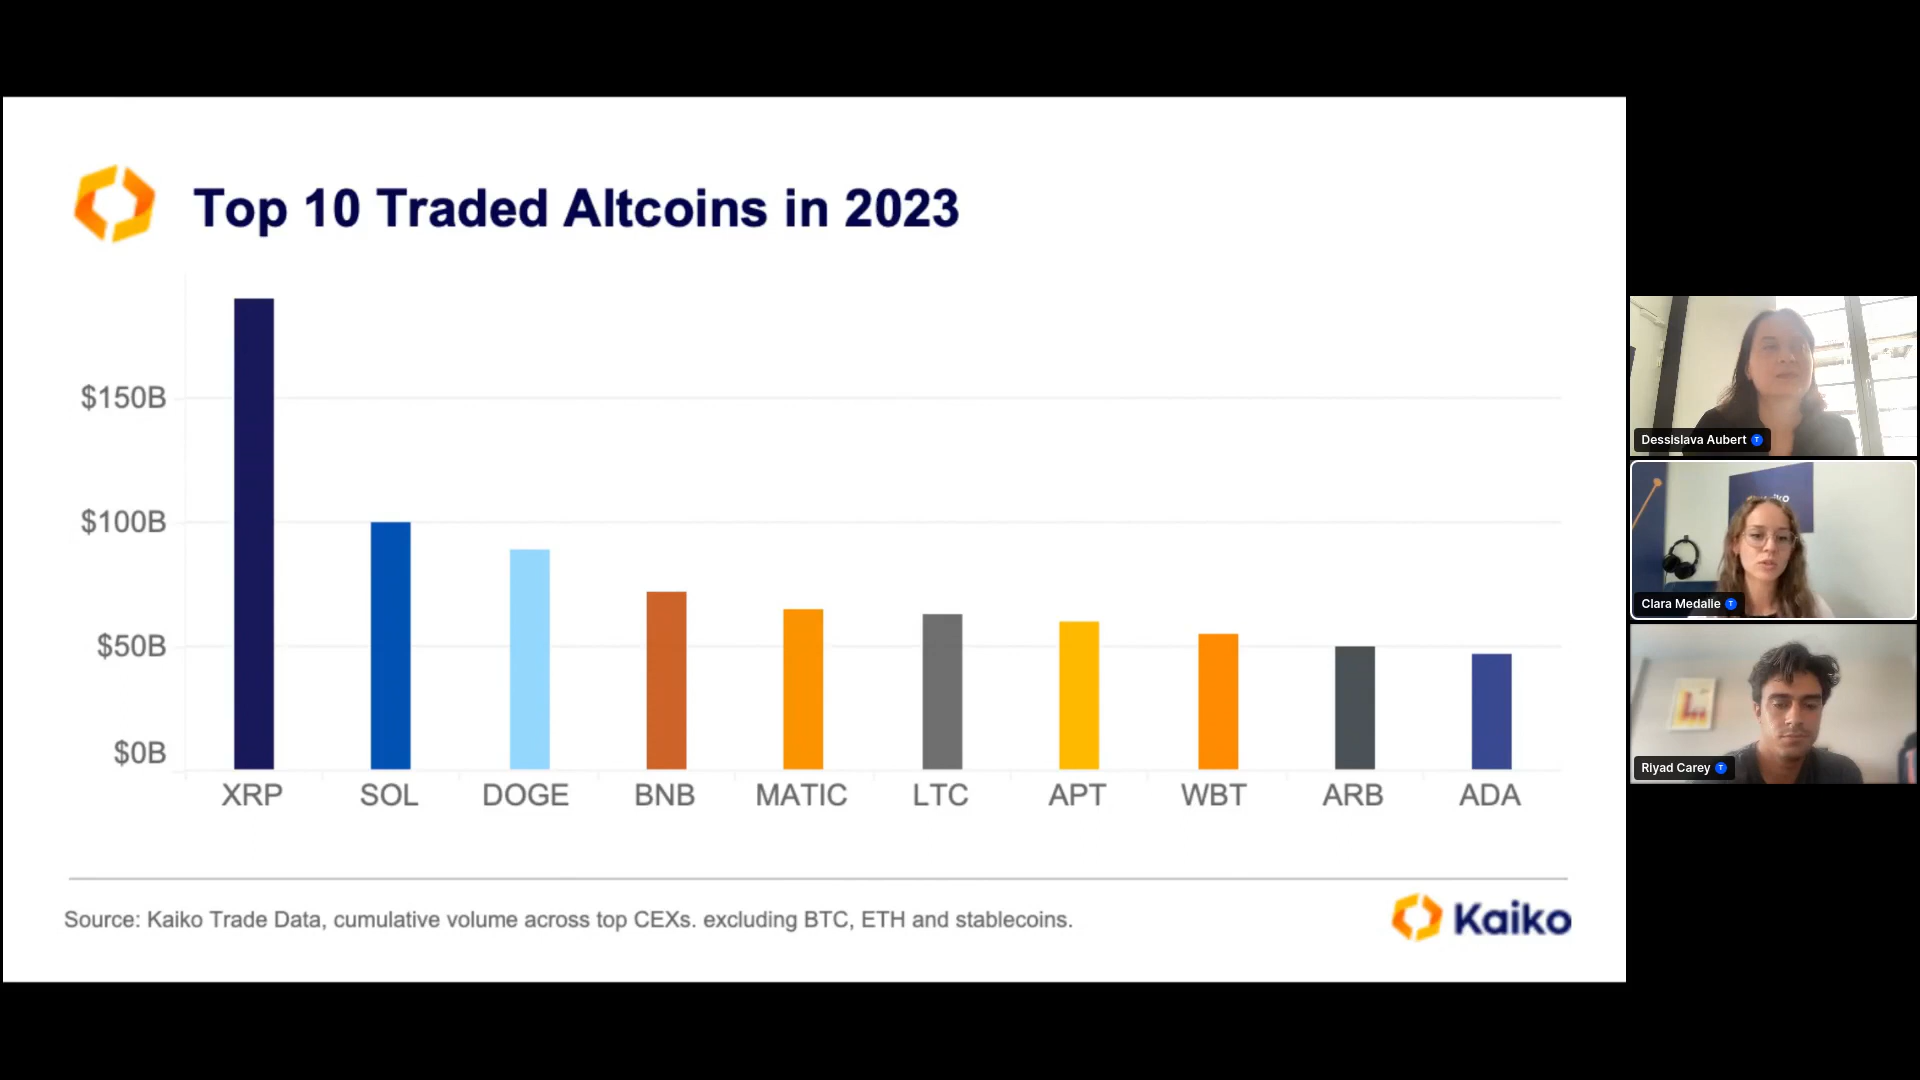 Top 10 Traded Altcoins in 2023
$150B
$100B
$50B
$0B
XRP SOL DOGE BNB MATIC LTC APT WBT ARB ADA
Source: Kaiko Trade Data, cumulative volume across top CEXs. excluding BTC, ETH and stablecoins.
Kaiko
Dessislava Aubert T
Clara Medalie T
Riyad Carey T